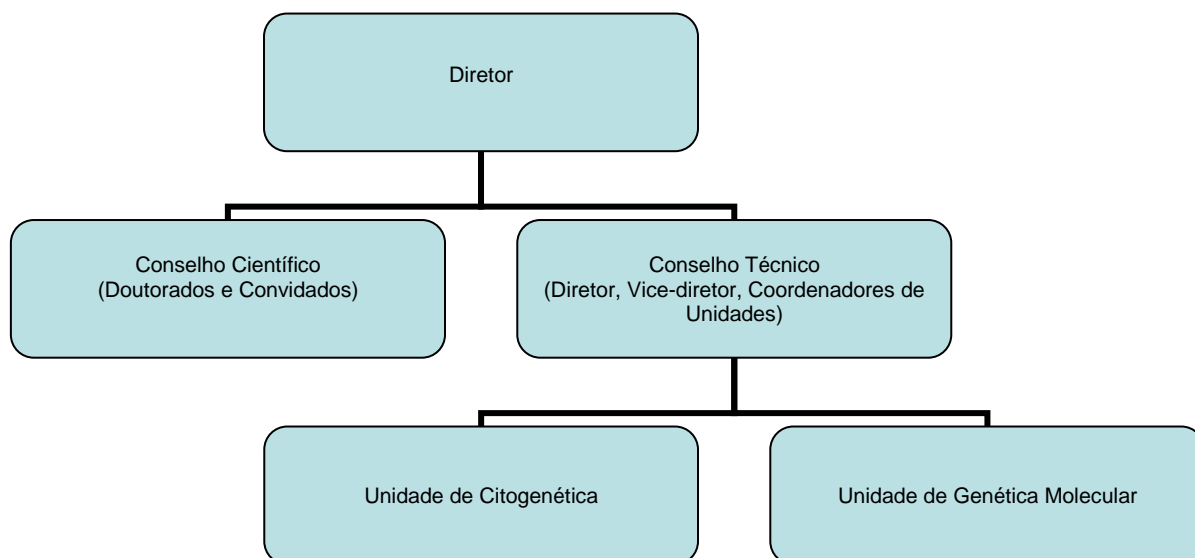 Diretor
Conselho Científico
(Doutorados e Convidados)
Conselho Técnico
(Diretor, Vice-diretor, Coordenadores de
Unidades)
Unidade de Citogenética
Unidade de Genética Molecular